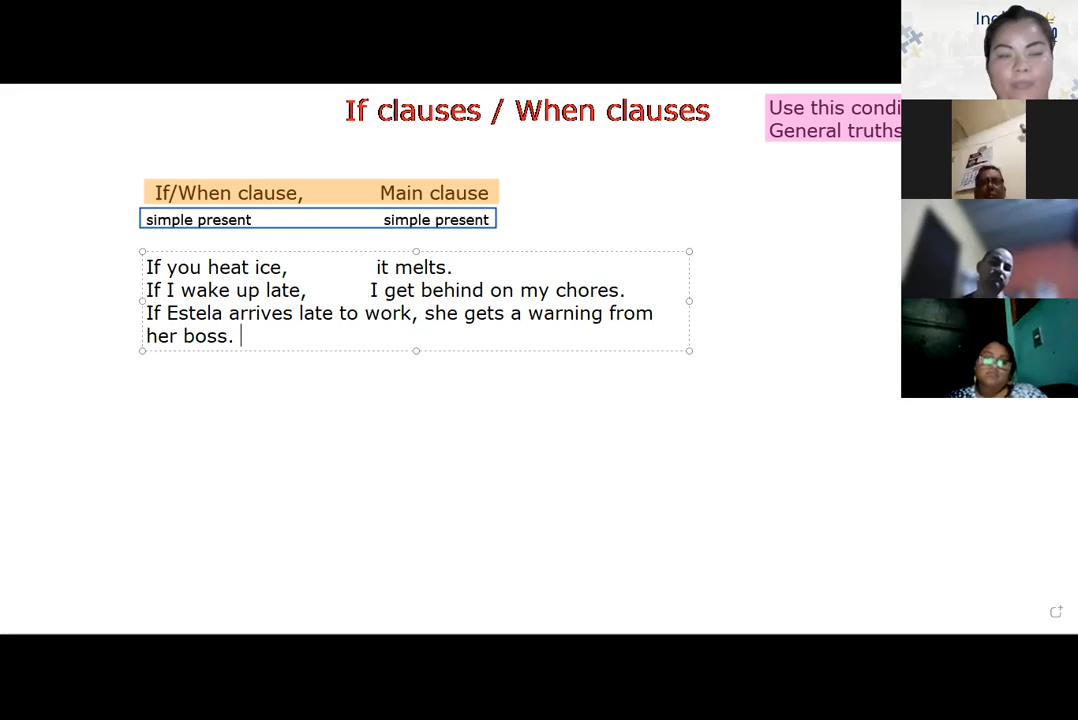 If clauses / When clauses
Use this condi
General truths
If/When clause, Main clause
simple present simple present
If you heat ice, it melts.
If I wake up late, I get behind on my chores.
If Estela arrives late to work, she gets a warning from
her boss.